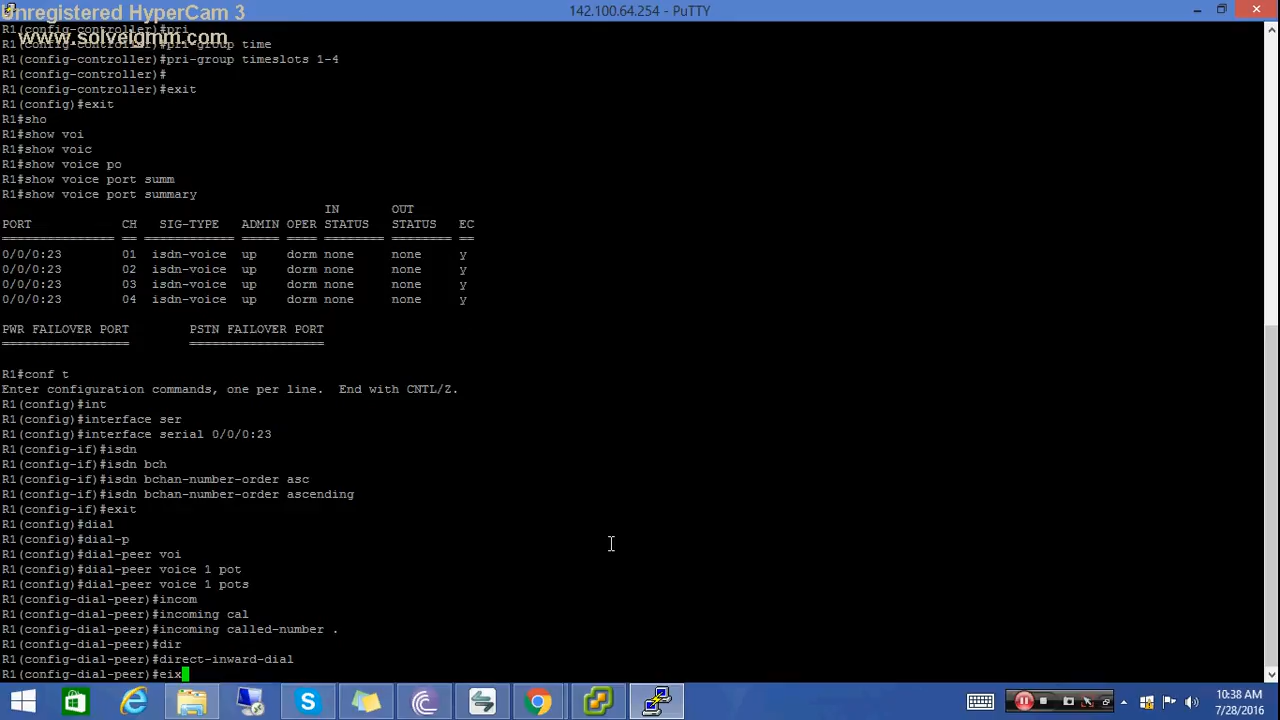 Unregistered HyperCam 3
142.100.64.254 - PuTTY
R1(config-controller)#pri
www.solveigmm.com
R1(config-controller)#pri-group time
R1(config-controller)#pri-group timeslots 1-4
R1(config-controller)#
R1(config-controller)#exit
R1(config)#exit
R1#sho
R1#show voi
R1#show voic
R1#show voice po
R1#show voice port summ
R1#show voice port summary
IN OUT
PORT CH SIG-TYPE ADMIN OPER STATUS STATUS EC
=============== == ============ ===== ==== ======== ======== ==
0/0/0:23 01 isdn-voice up dorm none none y
0/0/0:23 02 isdn-voice up dorm none none y
0/0/0:23 03 isdn-voice up dorm none none y
0/0/0:23 04 isdn-voice up dorm none none y
PWR FAILOVER PORT PSTN FAILOVER PORT
================= ==================
R1#conf t
Enter configuration commands, one per line. End with CNTL/Z.
R1(config)#int
R1(config)#interface ser
R1(config)#interface serial 0/0/0:23
R1(config-if)#isdn
R1(config-if)#isdn bch
R1(config-if)#isdn bchan-number-order asc
R1(config-if)#isdn bchan-number-order ascending
R1(config-if)#exit
R1(config)#dial
R1(config)#dial-p
R1(config)#dial-peer voi
R1(config)#dial-peer voice 1 pot
R1(config)#dial-peer voice 1 pots
R1(config-dial-peer)#incom
R1(config-dial-peer)#incoming cal
R1(config-dial-peer)#incoming called-number .
R1(config-dial-peer)#dir
R1(config-dial-peer)#direct-inward-dial
R1(config-dial-peer)#eix
10:38 AM
7/28/2016